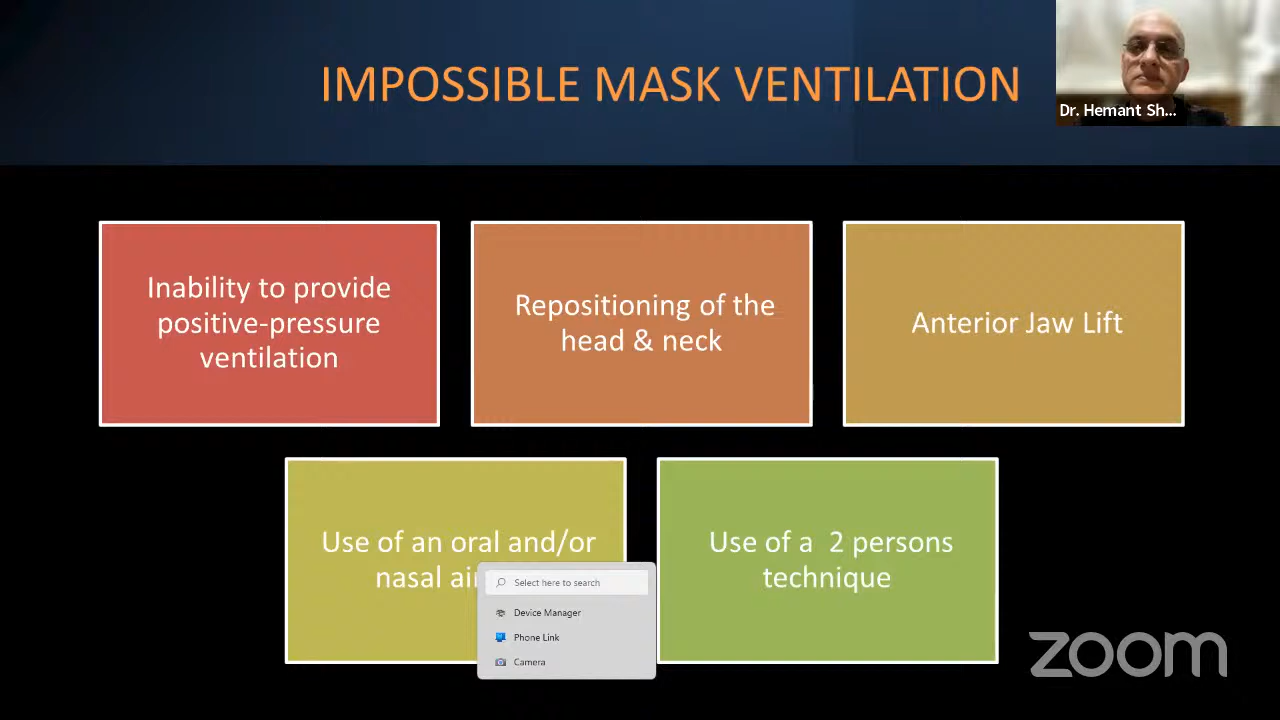 IMPOSSIBLE MASK VENTILATION
Dr. Hemant Sh...
Inability to provide
positive-pressure
ventilation
Repositioning of the
head & neck
Anterior Jaw Lift
Use of an oral and/or
nasal
Use of a 2 persons
technique
Select here to search
Device Manager
Phone Link
Camera
zoom